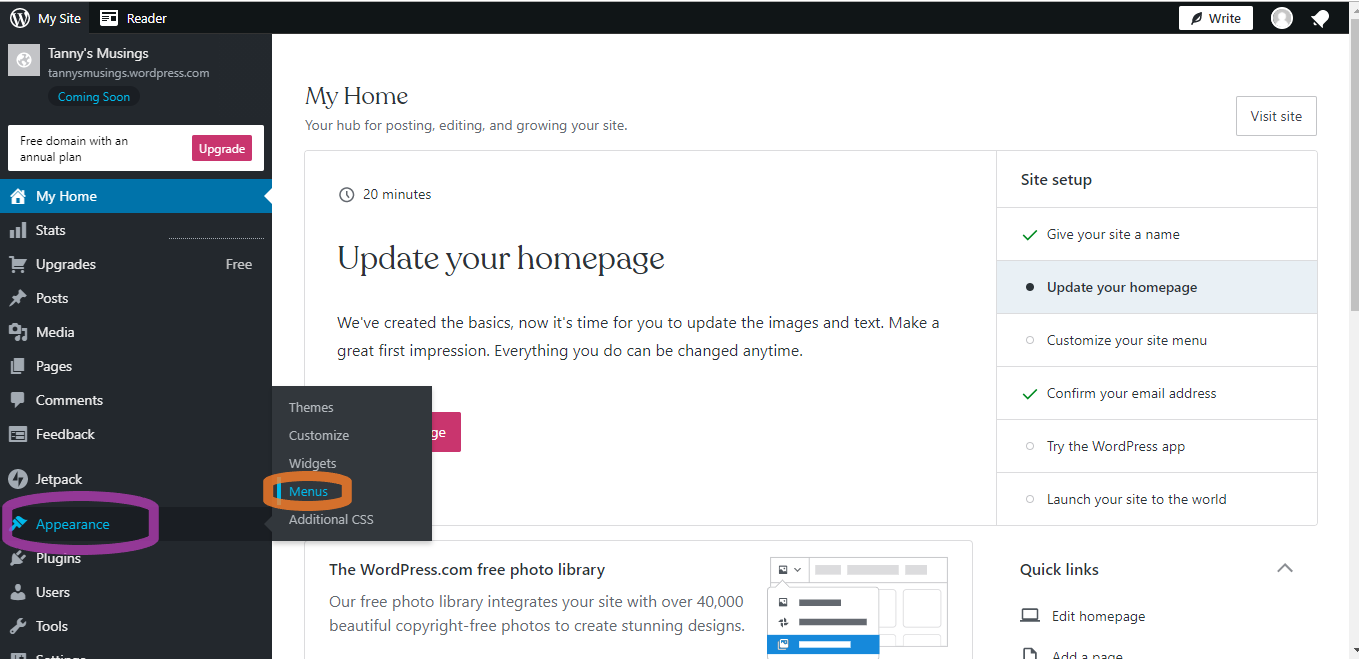 My Site
Reader
Write
Tanny's Musings
tannysmusings.wordpress.com
Coming Soon
Free domain with an
annual plan
Upgrade
My Home
Stats
Upgrades
Free
Posts
Media
Pages
Comments
Feedback
Jetpack
Appearance
Plugins
Users
Tools
Settings
Themes
Customize
Widgets
Menus
Additional CSS
My Home
Your hub for posting, editing, and growing your site.
Visit site
20 minutes
Update your homepage
We've created the basics, now it's time for you to update the images and text. Make a
great first impression. Everything you do can be changed anytime.
ge
Site setup
Give your site a name
Update your homepage
Customize your site menu
Confirm your email address
Try the WordPress app
Launch your site to the world
The WordPress.com free photo library
Our free photo library integrates your site with over 40,000
beautiful copyright-free photos to create stunning designs.
Quick links
Edit homepage
Add a page